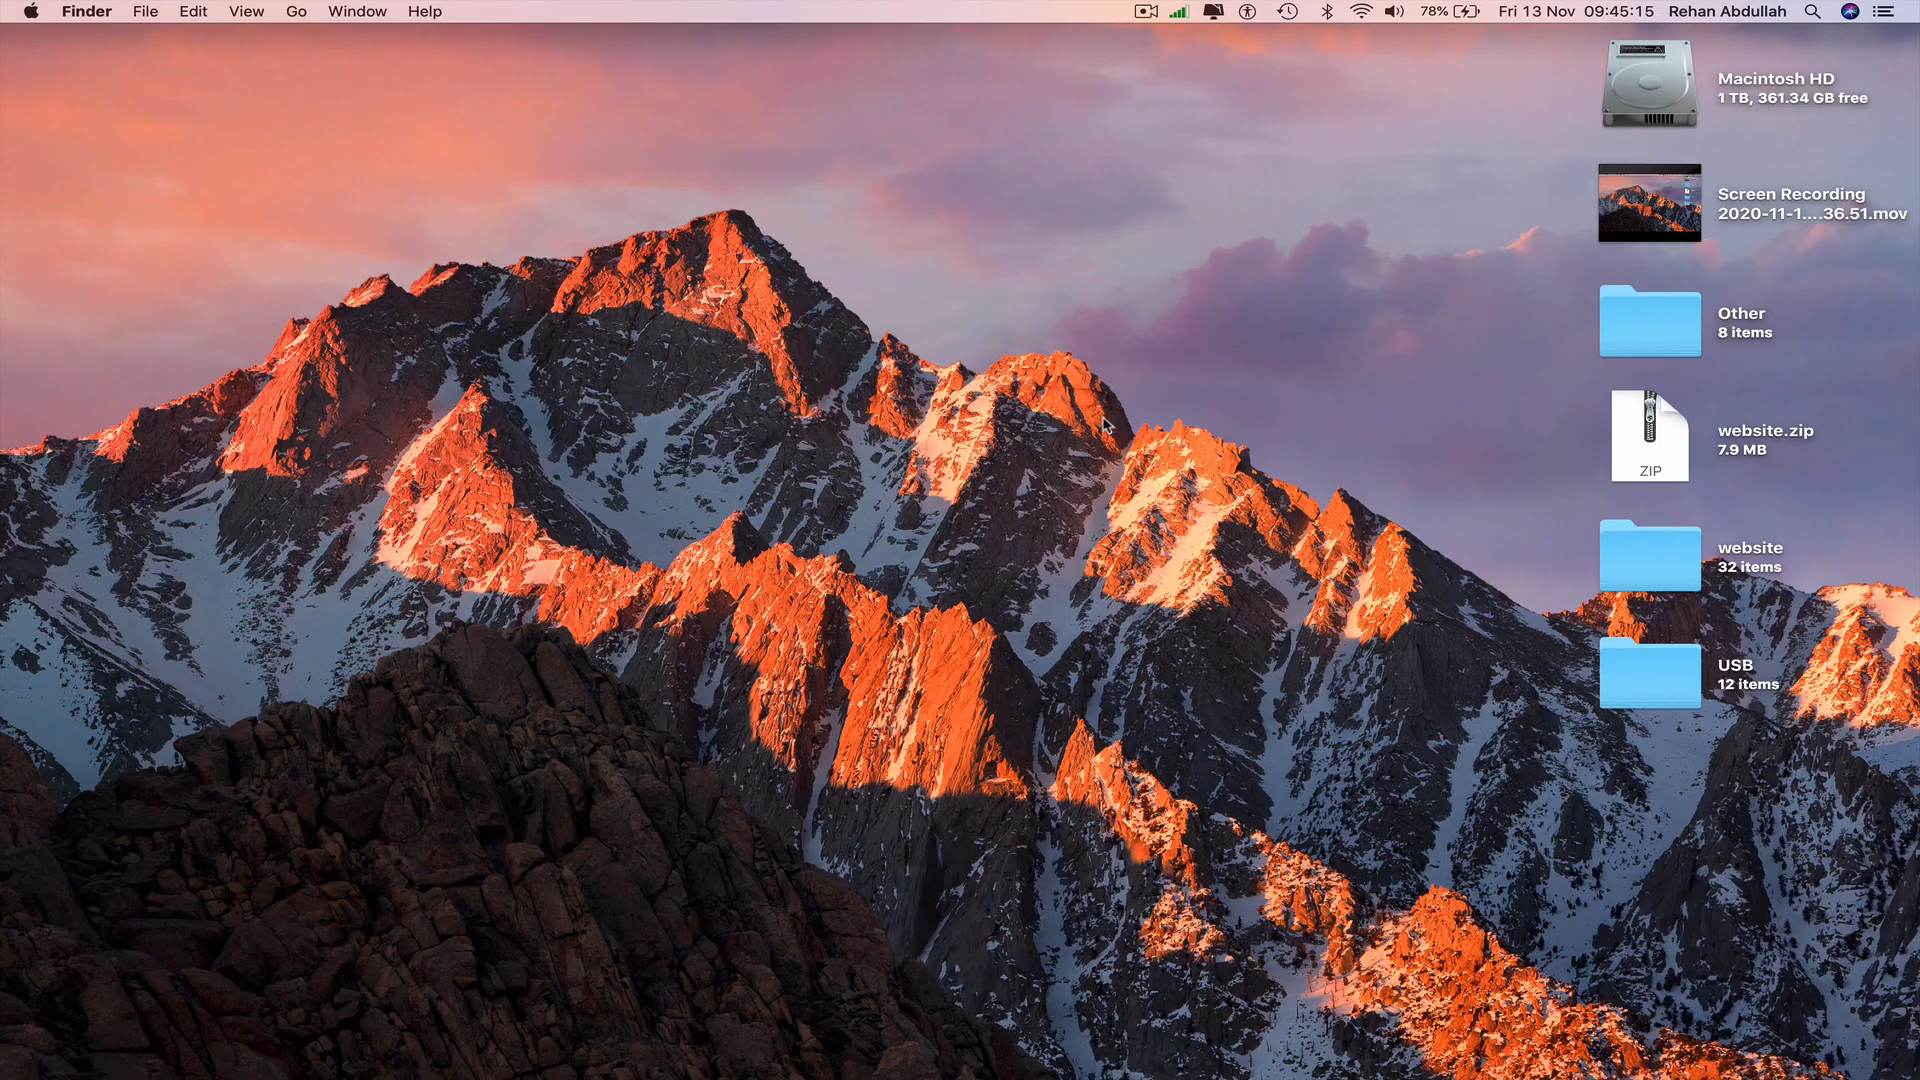 Finder File Edit View Go Window Help 78% Fri 13 Nov 09:45:15 Rehan Abdullah
Macintosh HD
1 TB, 361.34 GB free
Screen Recording
2020-11-1....36.51.mov
Other
8 items
ZIP
website.zip
7.9 MB
website
32 items
USB
12 items